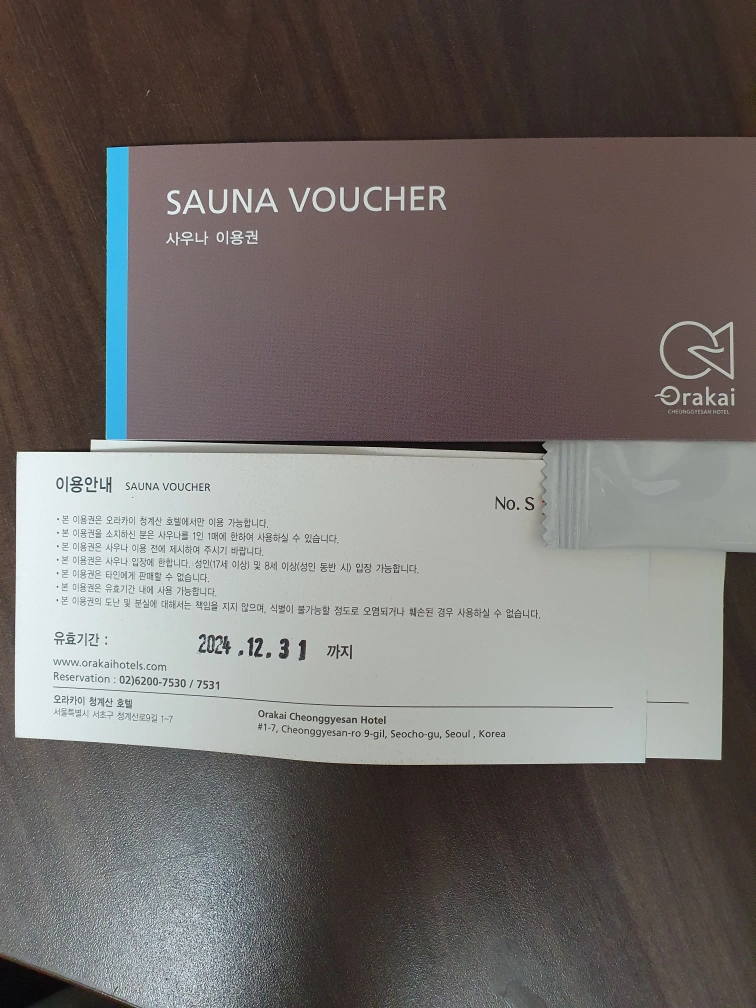 SAUNA VOUCHER
사우나 이용권
Orakai
CHEONGGYESAN HOTEL
이용안내 SAUNA VOUCHER
No. S
• 본 이용권은 오라카이 청계산 호텔에서만 이용 가능합니다.
• 본 이용권을 소지하신 분은 사우나를 1인 1매에 한하여 사용하실 수 있습니다.
• 본 이용권은 사우나 이용 전에 제시하여 주시기 바랍니다.
• 본 이용권은 사우나 입장에 한합니다. 성인(17세 이상) 및 8세 이상(성인 동반 시) 입장 가능합니다.
• 본 이용권은 타인에게 판매할 수 없습니다.
• 본 이용권은 유효기간 내에 사용 가능합니다.
• 본 이용권의 도난 및 분실에 대해서는 책임을 지지 않으며, 식별이 불가능할 정도로 오염되거나 훼손된 경우 사용하실 수 없습니다.
유효기간 : 2024.12.31 까지
www.orakaihotels.com
Reservation : 02)6200-7530 / 7531
오라카이 청계산 호텔
서울특별시 서초구 청계산로9길 1-7
Orakai Cheonggyesan Hotel
#1-7, Cheonggyesan-ro 9-gil, Seocho-gu, Seoul , Korea